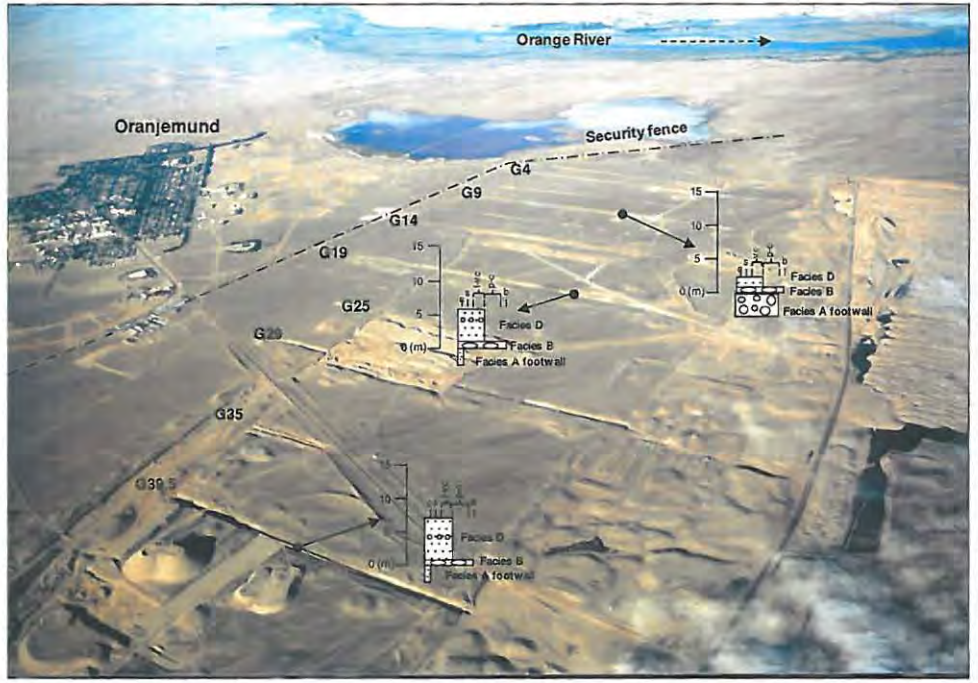 Orange River
Oranjemund
Security fence
G4
G9
G14
G19
G25
G29
G35
G39.5
15
10
5
0 (m)
Facies D
Facies B
Facies A footwall
15
10
5
0 (m)
Facies D
Facies B
Facies A footwall
15
10
0 (m)
Facies D
Facies B
Facies A footwall